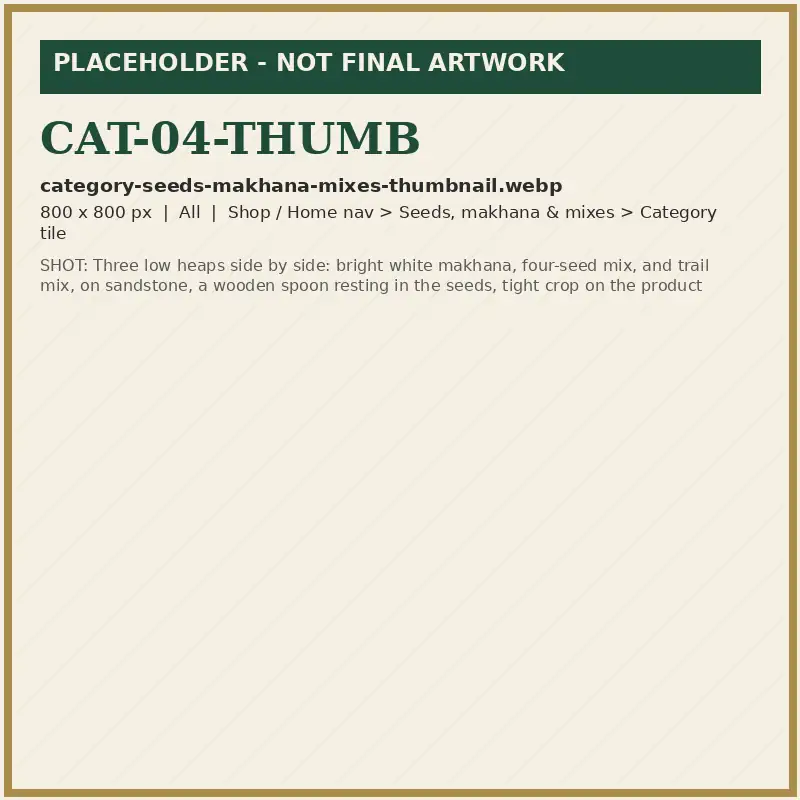 PLACEHOLDER - NOT FINAL ARTWORK
CAT-04-THUMB
category-seeds-makhana-mixes-thumbnail.webp
800 x 800 px | All | Shop / Home nav > Seeds, makhana & mixes > Category
tile
SHOT: Three low heaps side by side: bright white makhana, four-seed mix, and trail
mix, on sandstone, a wooden spoon resting in the seeds, tight crop on the product